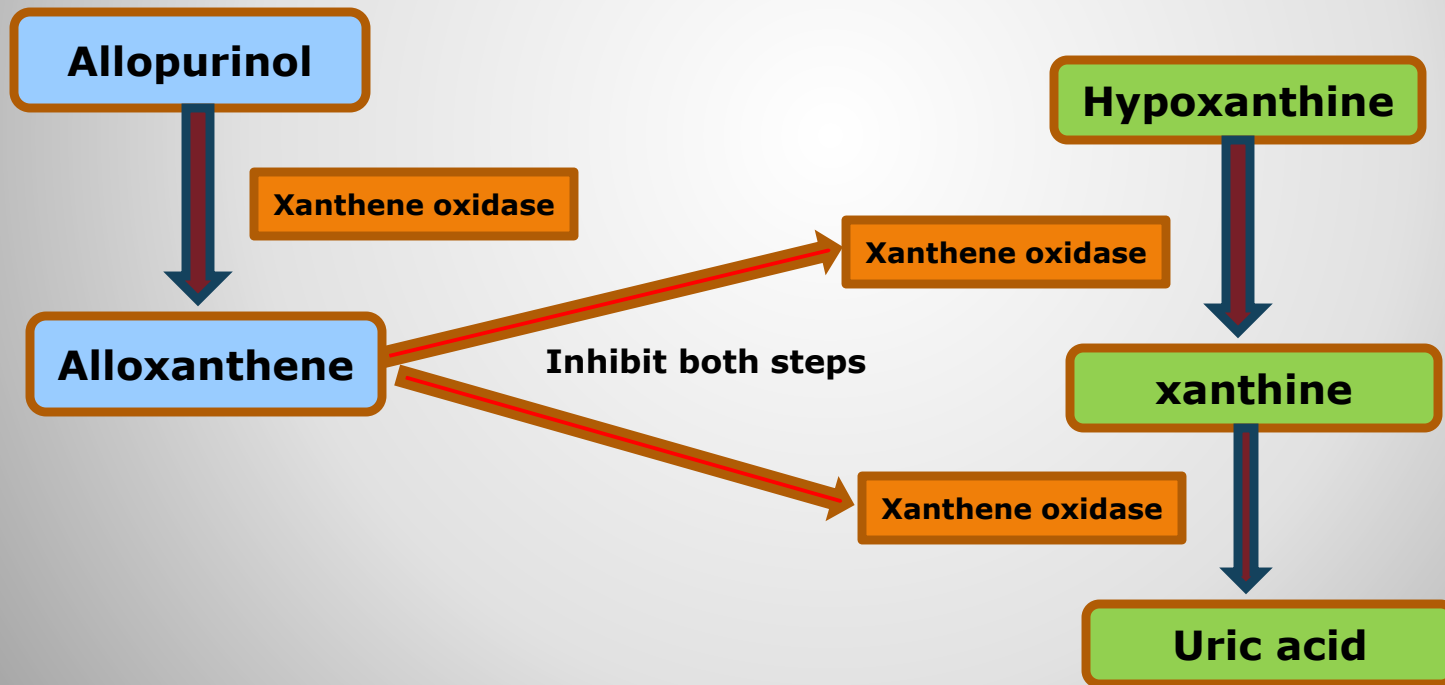 Allopurinol
Hypoxanthine
Xanthene oxidase
Xanthene oxidase
Alloxanthene
Inhibit both steps
xanthine
Xanthene oxidase
Uric acid